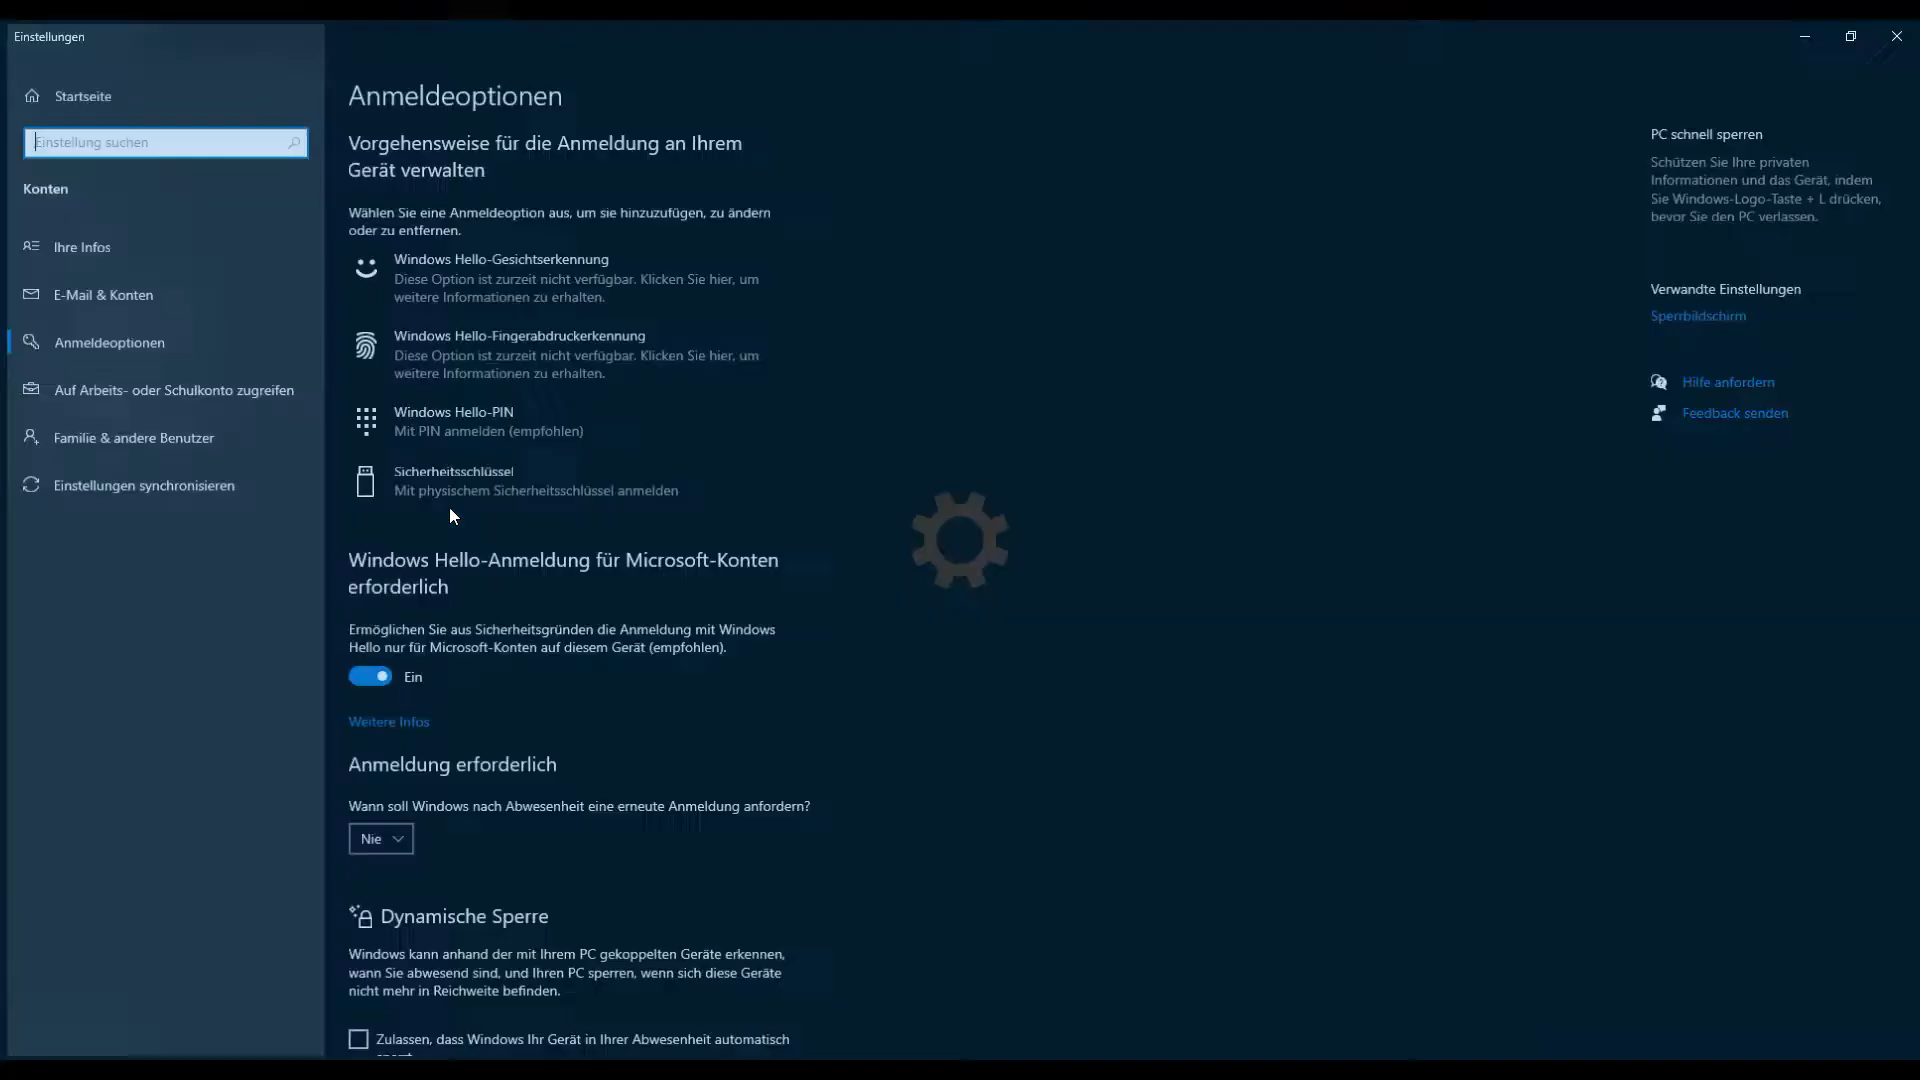 Einstellungen
Startseite
Einstellung suchen
Konten
Ihre Infos
E-Mail & Konten
Anmeldeoptionen
Auf Arbeits- oder Schulkonto zugreifen
Familie & andere Benutzer
Einstellungen synchronisieren
Anmeldeoptionen
Vorgehensweise für die Anmeldung an Ihrem
Gerät verwalten
Wählen Sie eine Anmeldeoption aus, um sie hinzuzufügen, zu ändern
oder zu entfernen.
Windows Hello-Gesichtserkennung
Diese Option ist zurzeit nicht verfügbar. Klicken Sie hier, um
weitere Informationen zu erhalten.
Windows Hello-Fingerabdruckerkennung
Diese Option ist zurzeit nicht verfügbar. Klicken Sie hier, um
weitere Informationen zu erhalten.
Windows Hello-PIN
Mit PIN anmelden (empfohlen)
Sicherheitsschlüssel
Mit physischem Sicherheitsschlüssel anmelden
Windows Hello-Anmeldung für Microsoft-Konten
erforderlich
Ermöglichen Sie aus Sicherheitsgründen die Anmeldung mit Windows
Hello nur für Microsoft-Konten auf diesem Gerät (empfohlen).
Ein
Weitere Infos
Anmeldung erforderlich
Wann soll Windows nach Abwesenheit eine erneute Anmeldung anfordern?
Nie
Dynamische Sperre
Windows kann anhand der mit Ihrem PC gekoppelten Geräte erkennen,
wann Sie abwesend sind, und Ihren PC sperren, wenn sich diese Geräte
nicht mehr in Reichweite befinden.
Zulassen, dass Windows Ihr Gerät in Ihrer Abwesenheit automatisch
PC schnell sperren
Schützen Sie Ihre privaten
Informationen und das Gerät, indem
Sie Windows-Logo-Taste + L drücken,
bevor Sie den PC verlassen.
Verwandte Einstellungen
Sperrbildschirm
Hilfe anfordern
Feedback senden